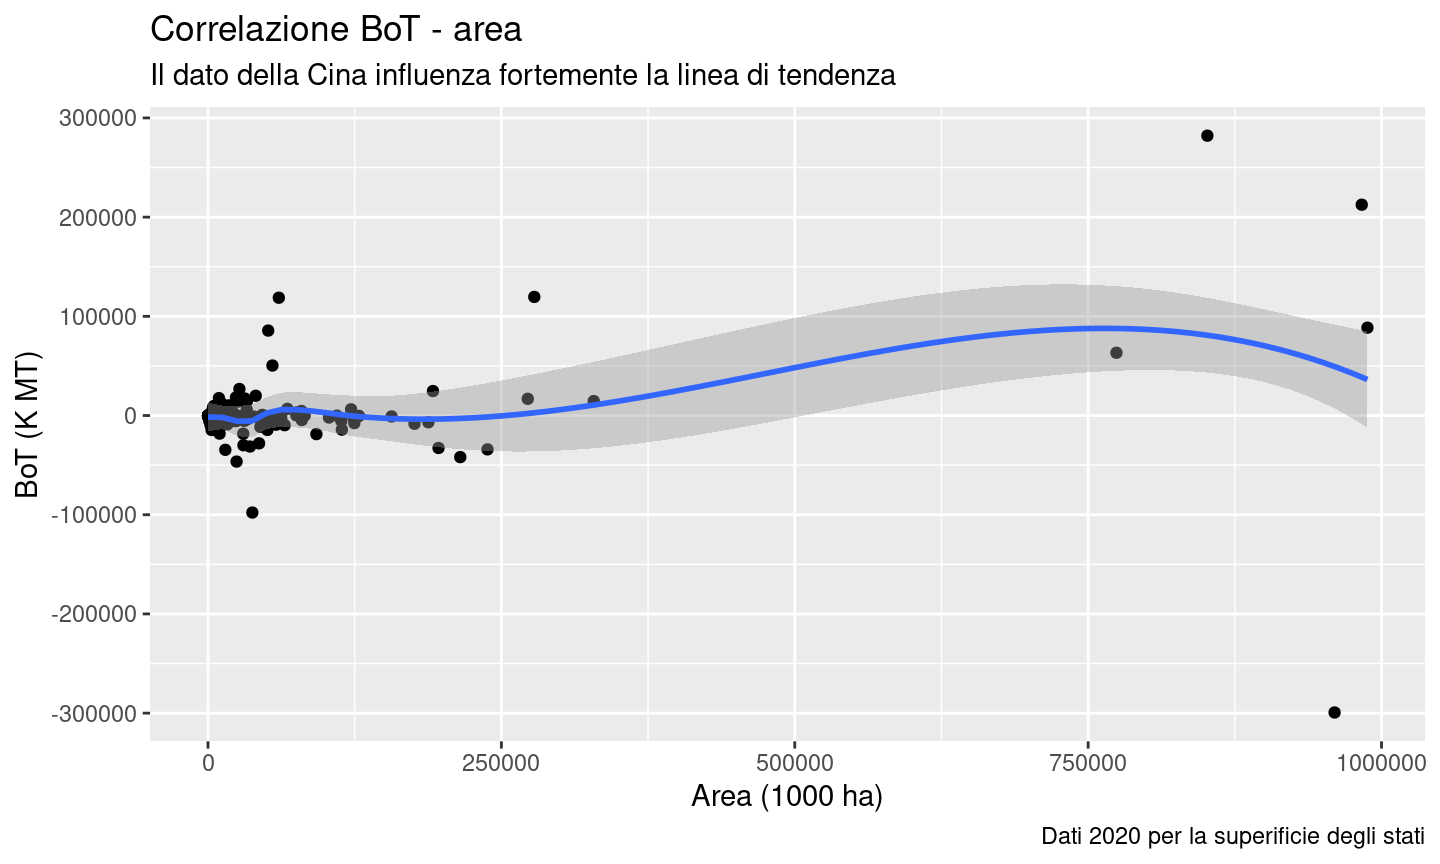 Correlazione BoT - area
Il dato della Cina influenza fortemente la linea di tendenza
300000
200000
100000
0
-100000
-200000
-300000
BoT (K MT)
0 250000 500000 750000 1000000
Area (1000 ha)
Dati 2020 per la superificie degli stati